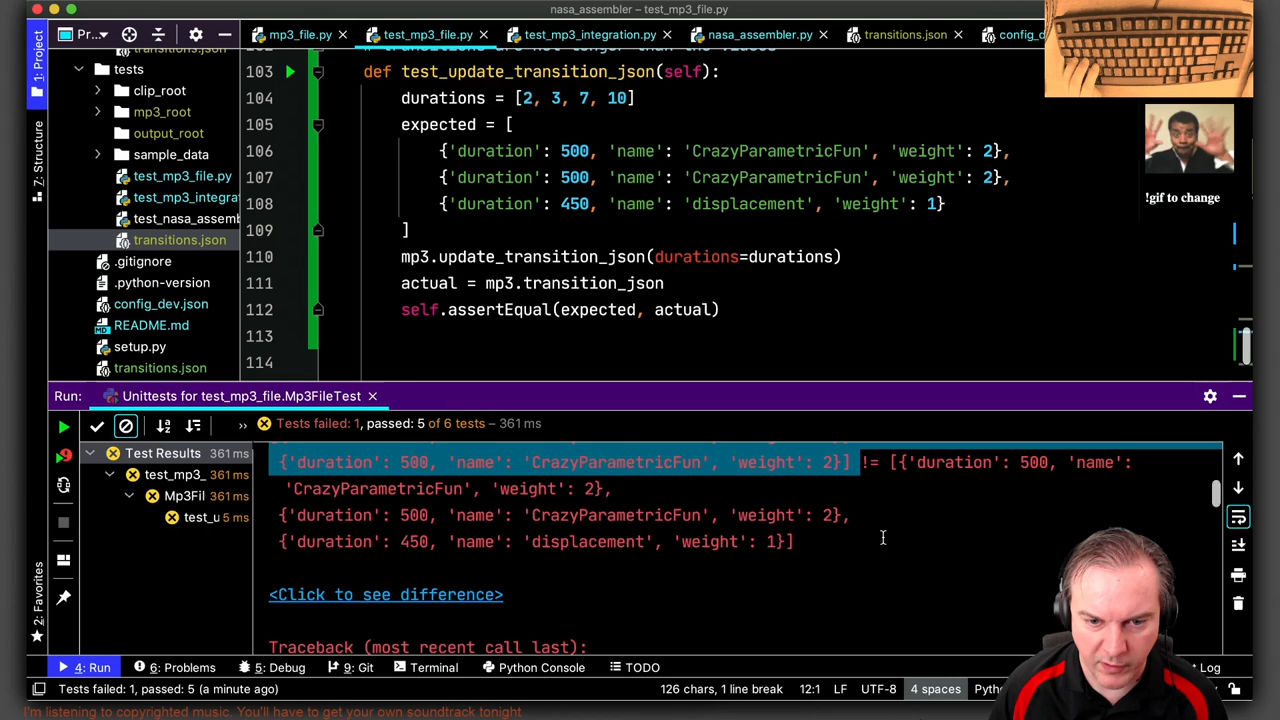 nasa_assembler – test_mp3_file.py
1: Project
Pr...
mp3_file.py
test_mp3_file.py
test_mp3_integration.py
nasa_assembler.py
transitions.json
config_d
transitions.json
tests
clip_root
mp3_root
output_root
sample_data
test_mp3_file.py
test_mp3_integra
test_nasa_assemb
transitions.json
.gitignore
.python-version
config_dev.json
README.md
setup.py
transitions.json
7: Structure
2: Favorites
103 def test_update_transition_json(self):
104 durations = [2, 3, 7, 10]
105 expected = [
106 {'duration': 500, 'name': 'CrazyParametricFun', 'weight': 2},
107 {'duration': 500, 'name': 'CrazyParametricFun', 'weight': 2},
108 {'duration': 450, 'name': 'displacement', 'weight': 1}
109 ]
110 mp3.update_transition_json(durations=durations)
111 actual = mp3.transition_json
112 self.assertEqual(expected, actual)
113
114
!gif to change
Run: Unittests for test_mp3_file.Mp3FileTest
Tests failed: 1, passed: 5 of 6 tests – 361 ms
Test Results 361 ms
test_mp3_ 361 ms
Mp3Fil 361 ms
test_u 5 ms
{'duration': 500, 'name': 'CrazyParametricFun', 'weight': 2}] != [{'duration': 500, 'name':
'CrazyParametricFun', 'weight': 2},
{'duration': 500, 'name': 'CrazyParametricFun', 'weight': 2},
{'duration': 450, 'name': 'displacement', 'weight': 1}]
<Click to see difference>
Traceback (most recent call last):
4: Run 6: Problems 5: Debug 9: Git Terminal Python Console TODO Log
Tests failed: 1, passed: 5 (a minute ago) 126 chars, 1 line break 12:1 LF UTF-8 4 spaces Pyth
I'm listening to copyrighted music. You'll have to get your own soundtrack tonight